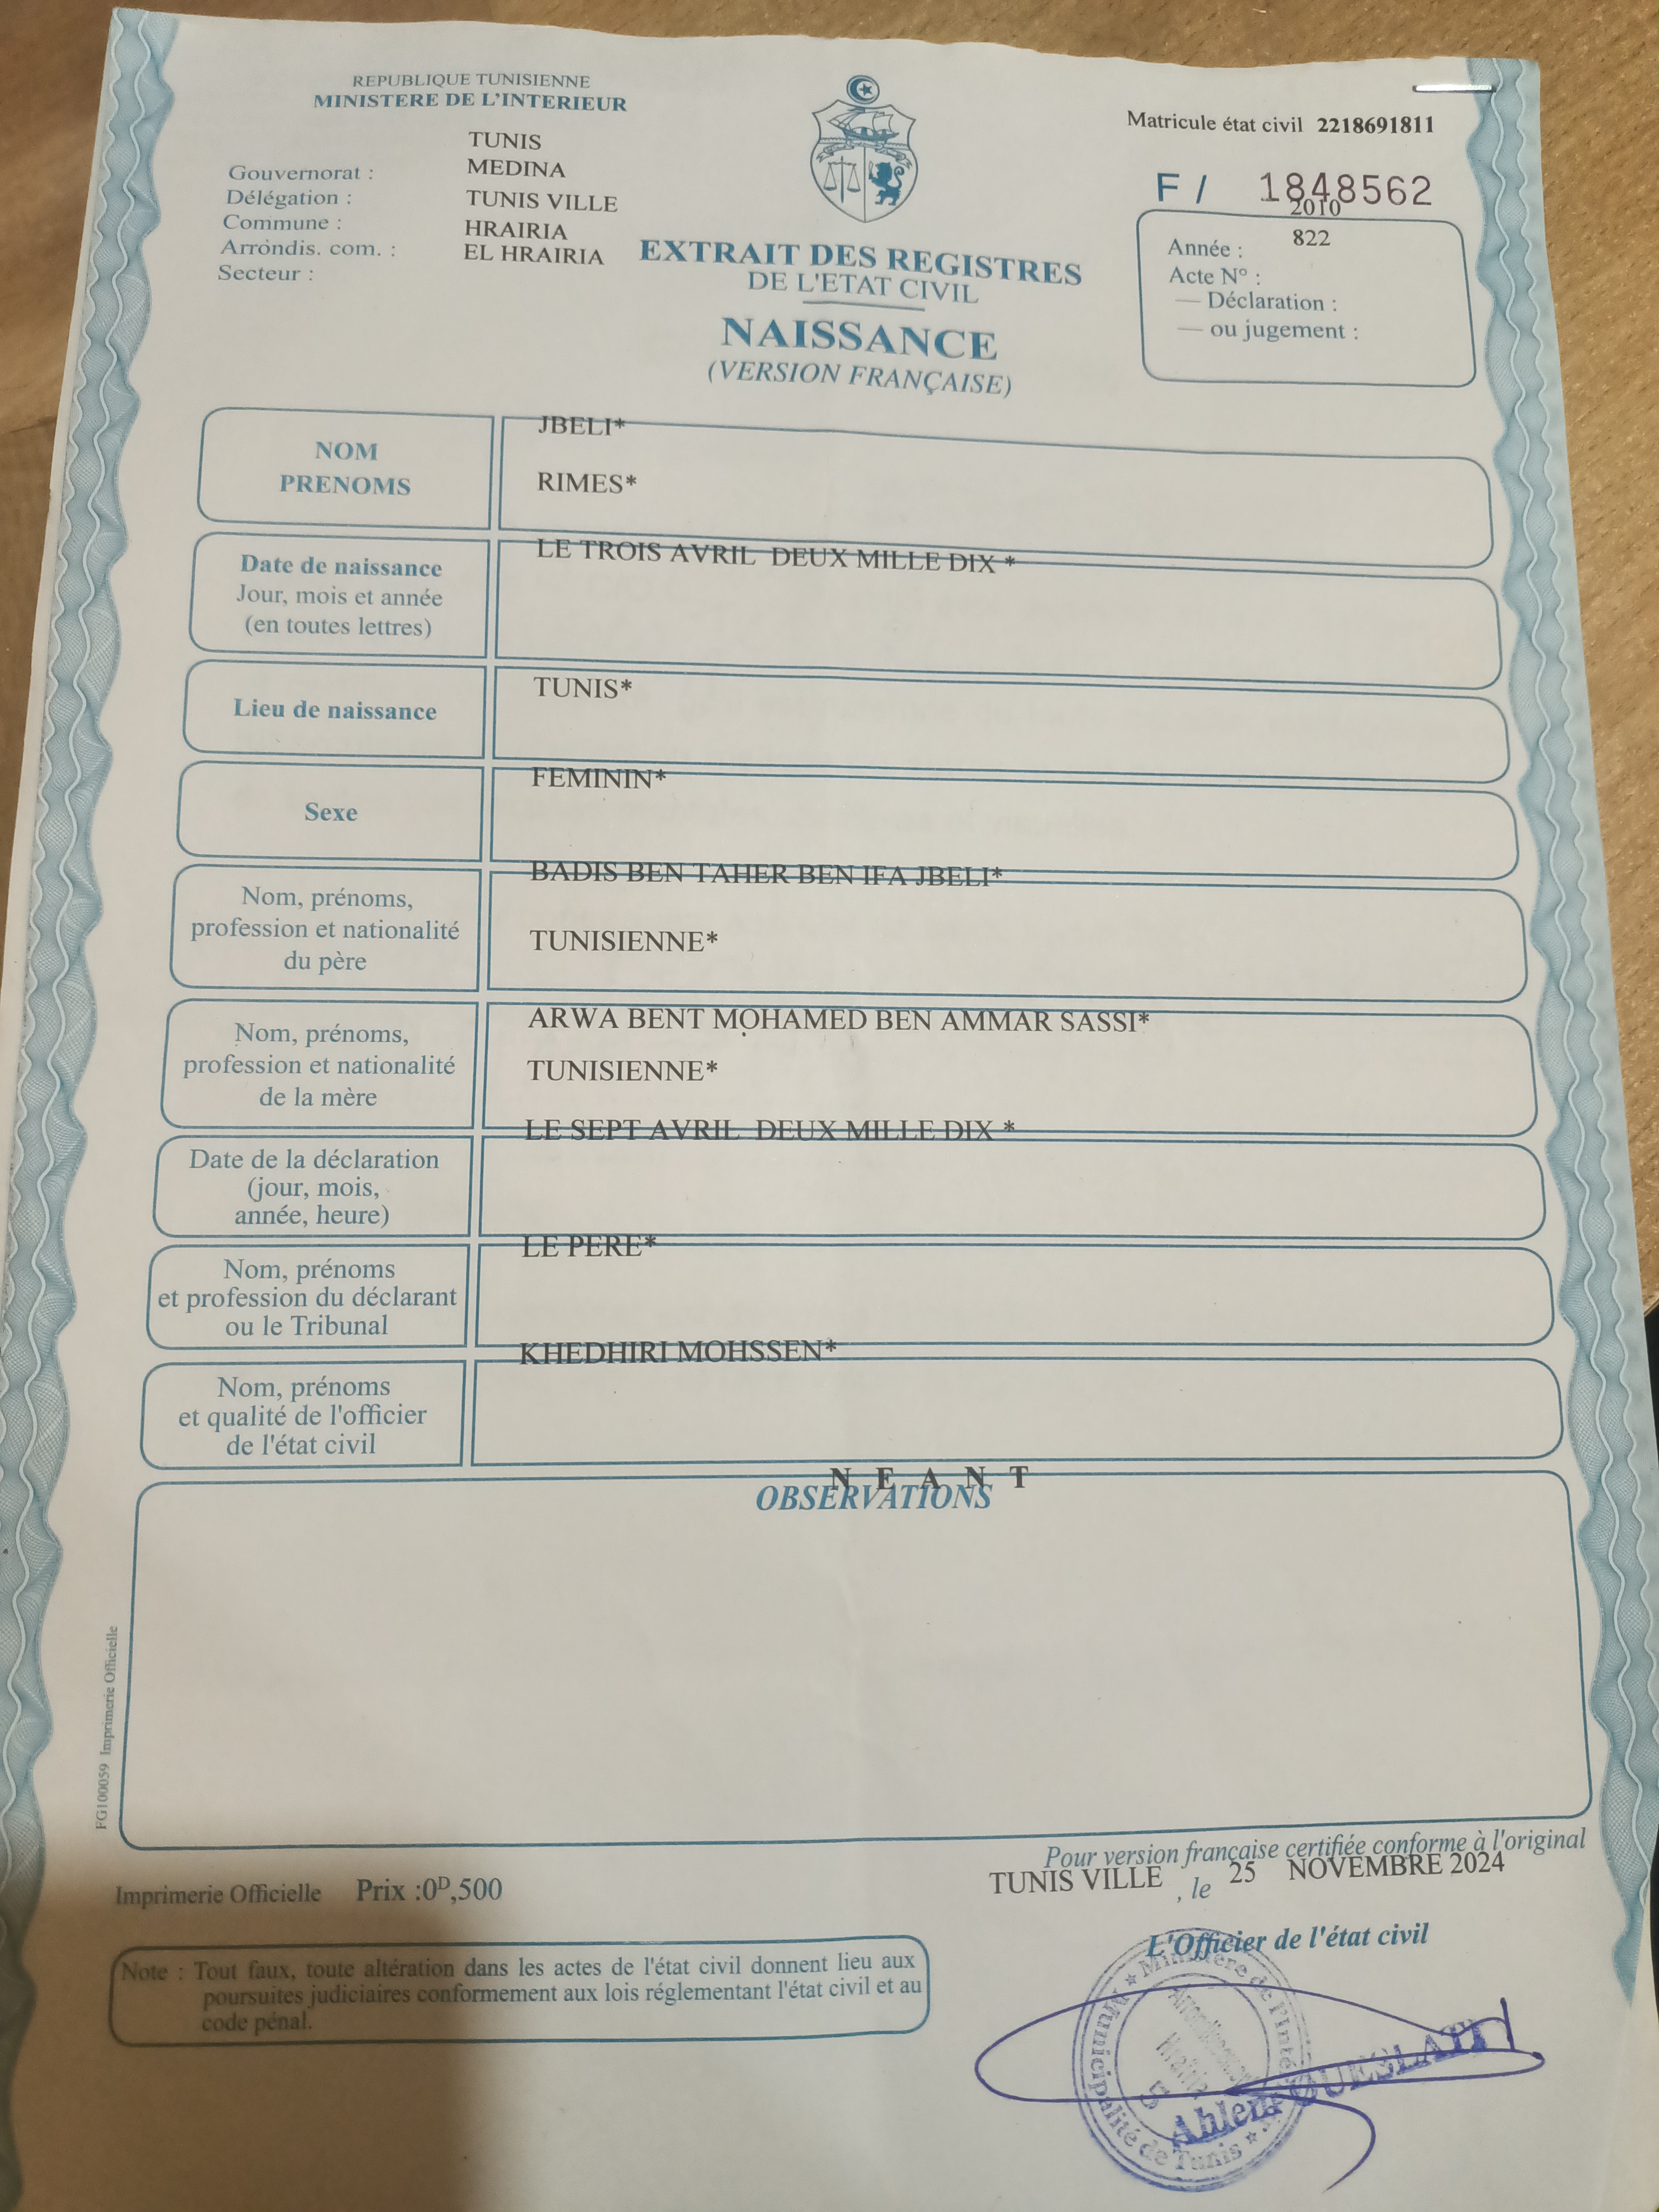 REPUBLIQUE TUNISIENNE
MINISTERE DE L'INTERIEUR
TUNIS
Gouvernorat :
MEDINA
Délégation :
TUNIS VILLE
Commune :
HRAIRIA
Arrondis. com. :
EL HRAIRIA
Secteur :
Matricule état civil 2218691811
F / 1848562
2010
Année :
822
Acte N° :
— Déclaration :
— ou jugement :
EXTRAIT DES REGISTRES
DE L'ETAT CIVIL
NAISSANCE
(VERSION FRANÇAISE)
NOM
JBELI*
PRENOMS
RIMES*
Date de naissance
Jour, mois et année
(en toutes lettres)
LE TROIS AVRIL DEUX MILLE DIX *
Lieu de naissance
TUNIS*
Sexe
FEMININ*
Nom, prénoms,
profession et nationalité
du père
BADIS BEN TAHER BEN IFA JBELI*
TUNISIENNE*
Nom, prénoms,
profession et nationalité
de la mère
ARWA BENT MOHAMED BEN AMMAR SASSI*
TUNISIENNE*
Date de la déclaration
(jour, mois,
année, heure)
LE SEPT AVRIL DEUX MILLE DIX *
Nom, prénoms
et profession du déclarant
ou le Tribunal
LE PERE*
Nom, prénoms
et qualité de l'officier
de l'état civil
KHEDHIRI MOHSSEN*
N E A N T
OBSERVATIONS
FG100059 Imprimerie Officielle
Pour version française certifiée conforme à l'original
TUNIS VILLE , le 25 NOVEMBRE 2024
Imprimerie Officielle Prix :0D,500
L'Officier de l'état civil
Note : Tout faux, toute altération dans les actes de l'état civil donnent lieu aux
poursuites judiciaires conformement aux lois réglementant l'état civil et au
code pénal.
Municipalité de Tunis
Ahlem OUESLATI